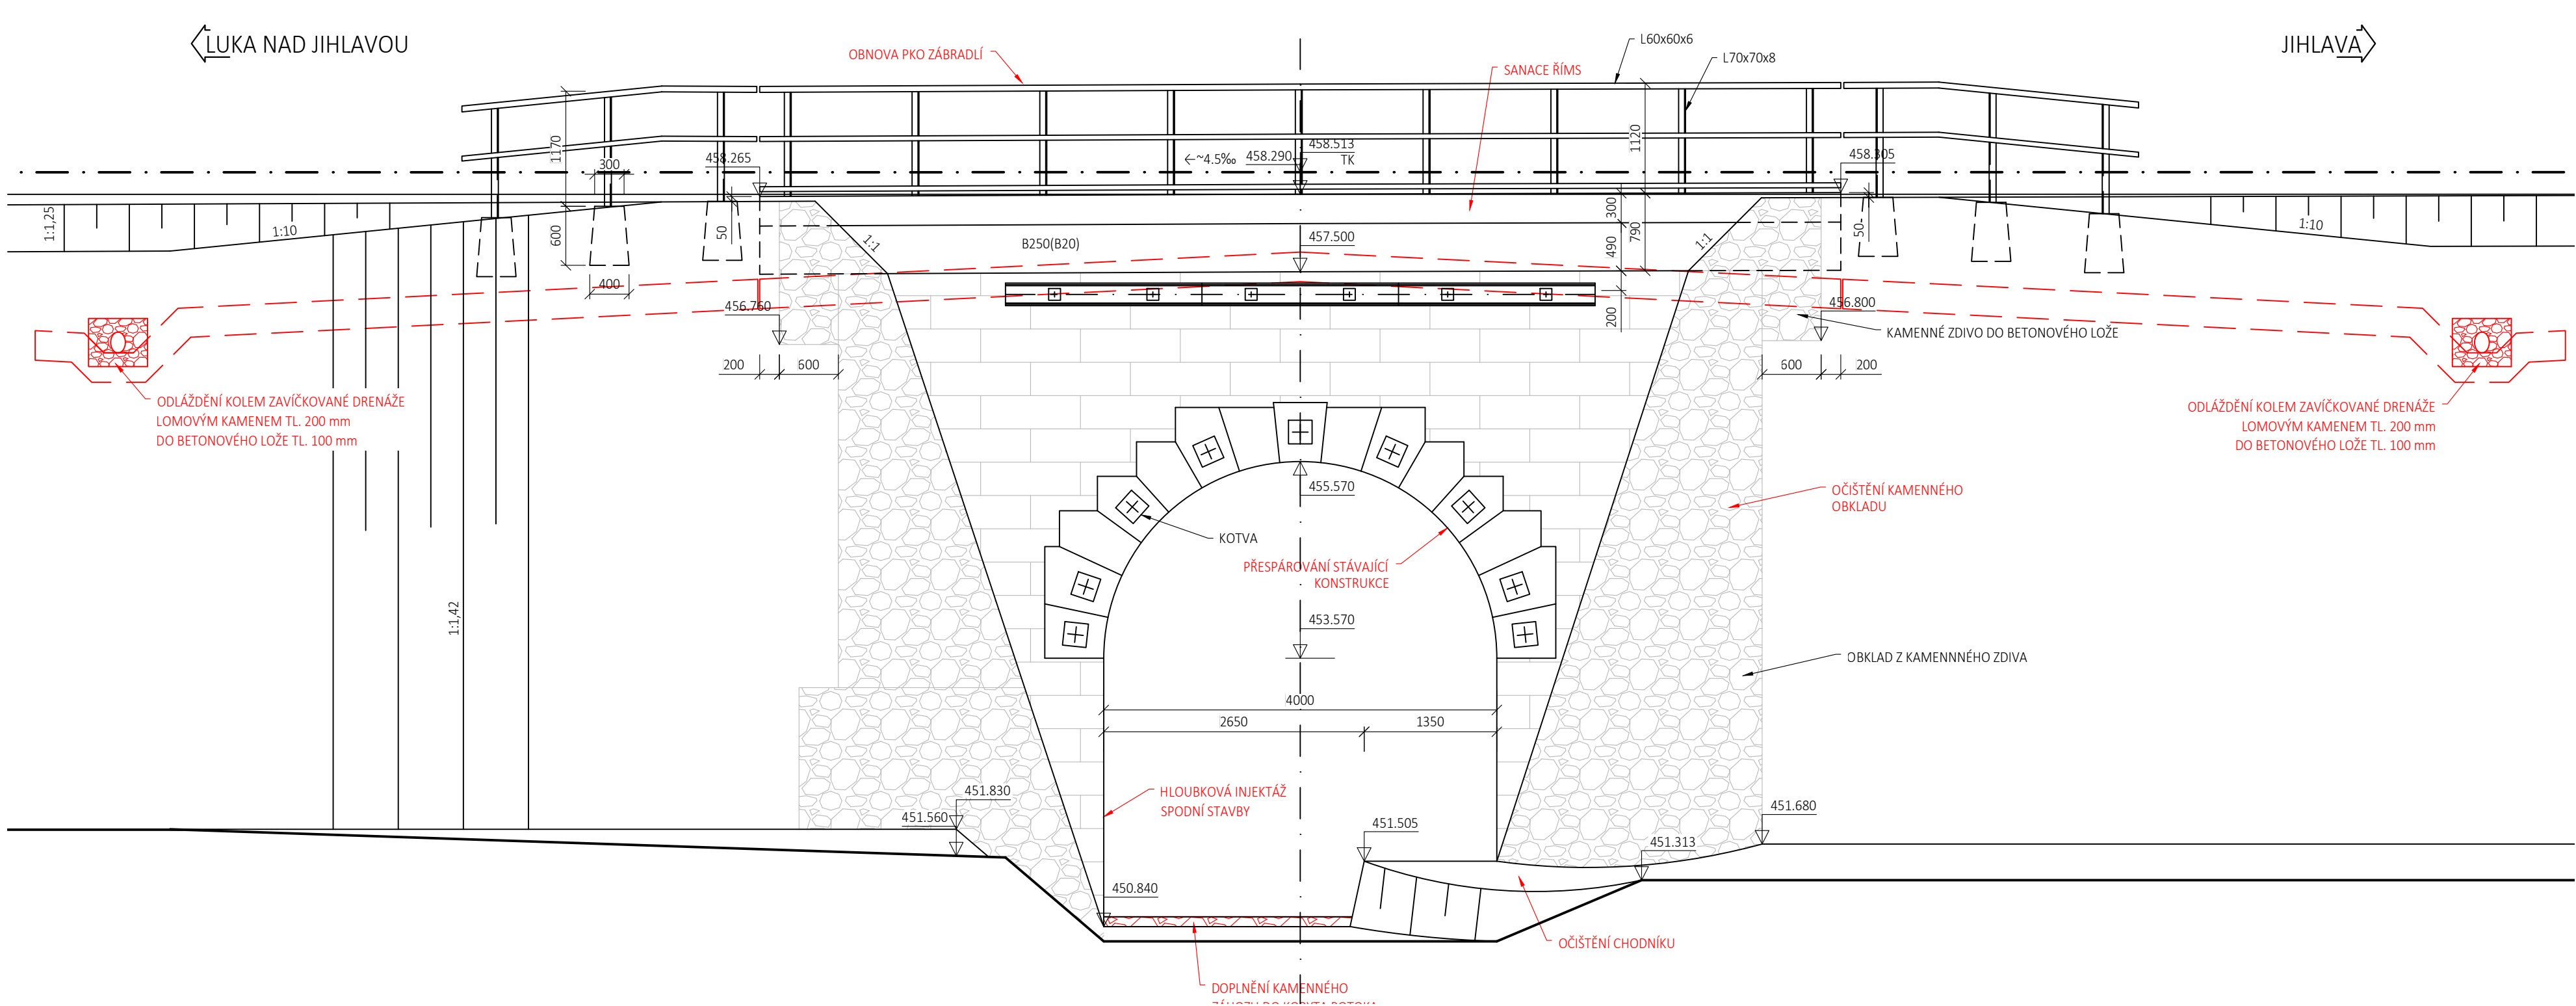 LUKA NAD JIHLAVOU
JIHLAVA
OBNOVA PKO ZÁBRADLÍ
SANACE ŘÍMS
L60x60x6
L70x70x8
1170
300
458.265
←~4.5‰
458.290
458.513
TK
1120
458.305
1:1,25
1:10
600
50
400
1:1
B250(B20)
457.500
300
490
790
200
1:1
50
1:10
456.760
456.800
KAMENNÉ ZDIVO DO BETONOVÉHO LOŽE
200
600
600
200
ODLÁŽDĚNÍ KOLEM ZAVÍČKOVANÉ DRENÁŽE
LOMOVÝM KAMENEM TL. 200 mm
DO BETONOVÉHO LOŽE TL. 100 mm
ODLÁŽDĚNÍ KOLEM ZAVÍČKOVANÉ DRENÁŽE
LOMOVÝM KAMENEM TL. 200 mm
DO BETONOVÉHO LOŽE TL. 100 mm
455.570
OČIŠTĚNÍ KAMENNÉHO
OBKLADU
KOTVA
PŘESPÁROVÁNÍ STÁVAJÍCÍ
KONSTRUKCE
1:1,42
453.570
OBKLAD Z KAMENNNÉHO ZDIVA
4000
2650
1350
HLOUBKOVÁ INJEKTÁŽ
SPODNÍ STAVBY
451.830
451.560
451.505
451.680
451.313
450.840
OČIŠTĚNÍ CHODNÍKU
DOPLNĚNÍ KAMENNÉHO